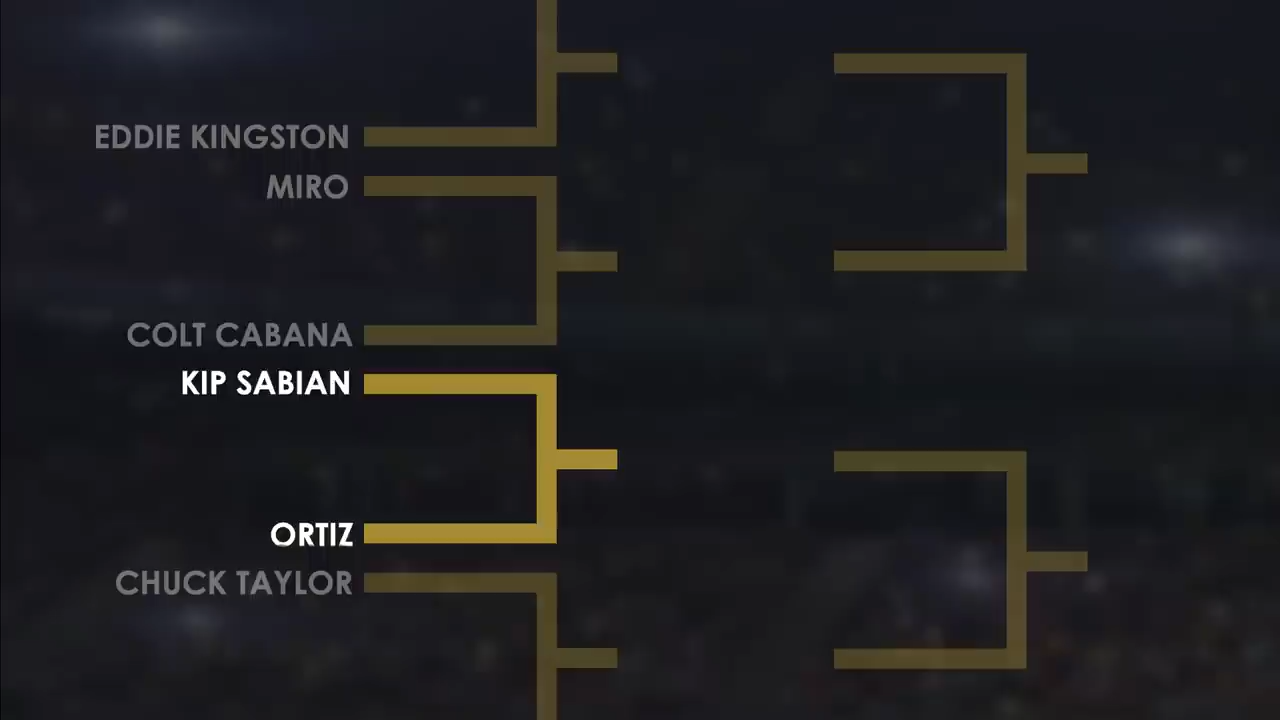 EDDIE KINGSTON
MIRO
COLT CABANA
KIP SABIAN
ORTIZ
CHUCK TAYLOR